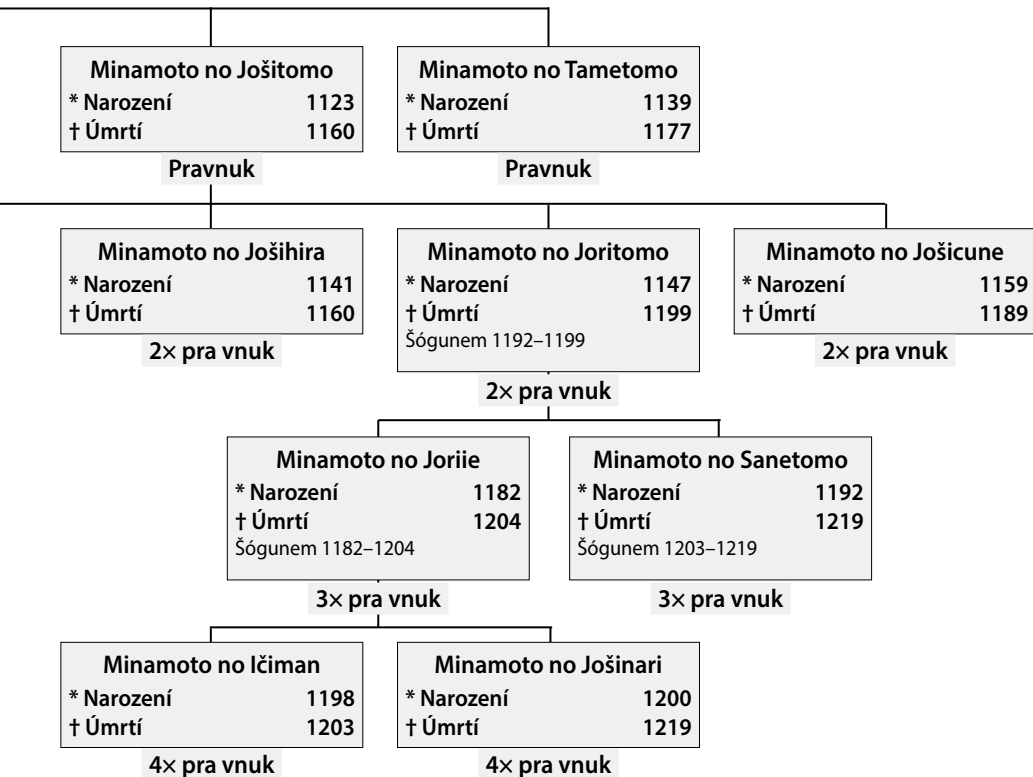 Minamoto no Jošitomo
* Narození 1123
† Úmrtí 1160
Pravnuk
Minamoto no Tametomo
* Narození 1139
† Úmrtí 1177
Pravnuk
Minamoto no Jošihira
* Narození 1141
† Úmrtí 1160
2× pra vnuk
Minamoto no Joritomo
* Narození 1147
† Úmrtí 1199
Šógunem 1192–1199
2× pra vnuk
Minamoto no Jošicune
* Narození 1159
† Úmrtí 1189
2× pra vnuk
Minamoto no Joriie
* Narození 1182
† Úmrtí 1204
Šógunem 1182–1204
3× pra vnuk
Minamoto no Sanetomo
* Narození 1192
† Úmrtí 1219
Šógunem 1203–1219
3× pra vnuk
Minamoto no Ičiman
* Narození 1198
† Úmrtí 1203
4× pra vnuk
Minamoto no Jošinari
* Narození 1200
† Úmrtí 1219
4× pra vnuk